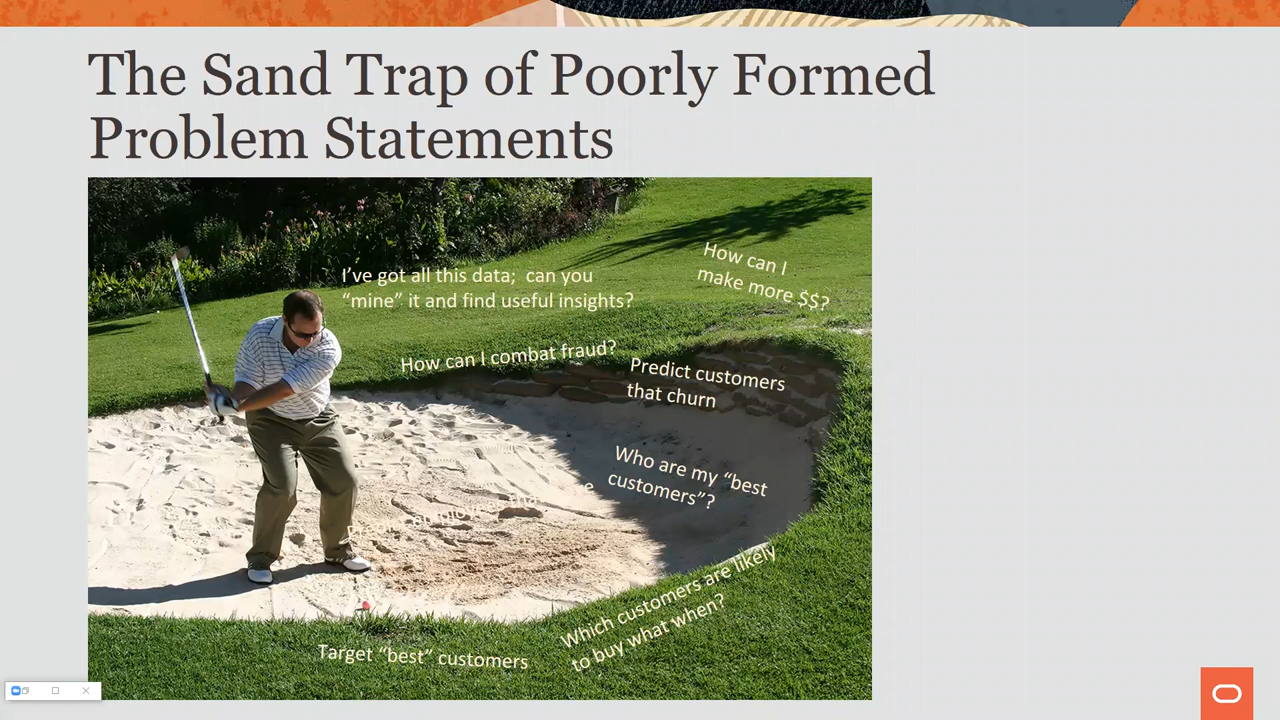 The Sand Trap of Poorly Formed
Problem Statements
I’ve got all this data;  can you
“mine” it and find useful insights?
How can I
make more $$?
How can I combat fraud?
Predict customers
that churn
Who are my “best
customers”?
Which customers are likely
to buy what when?
Target “best” customers